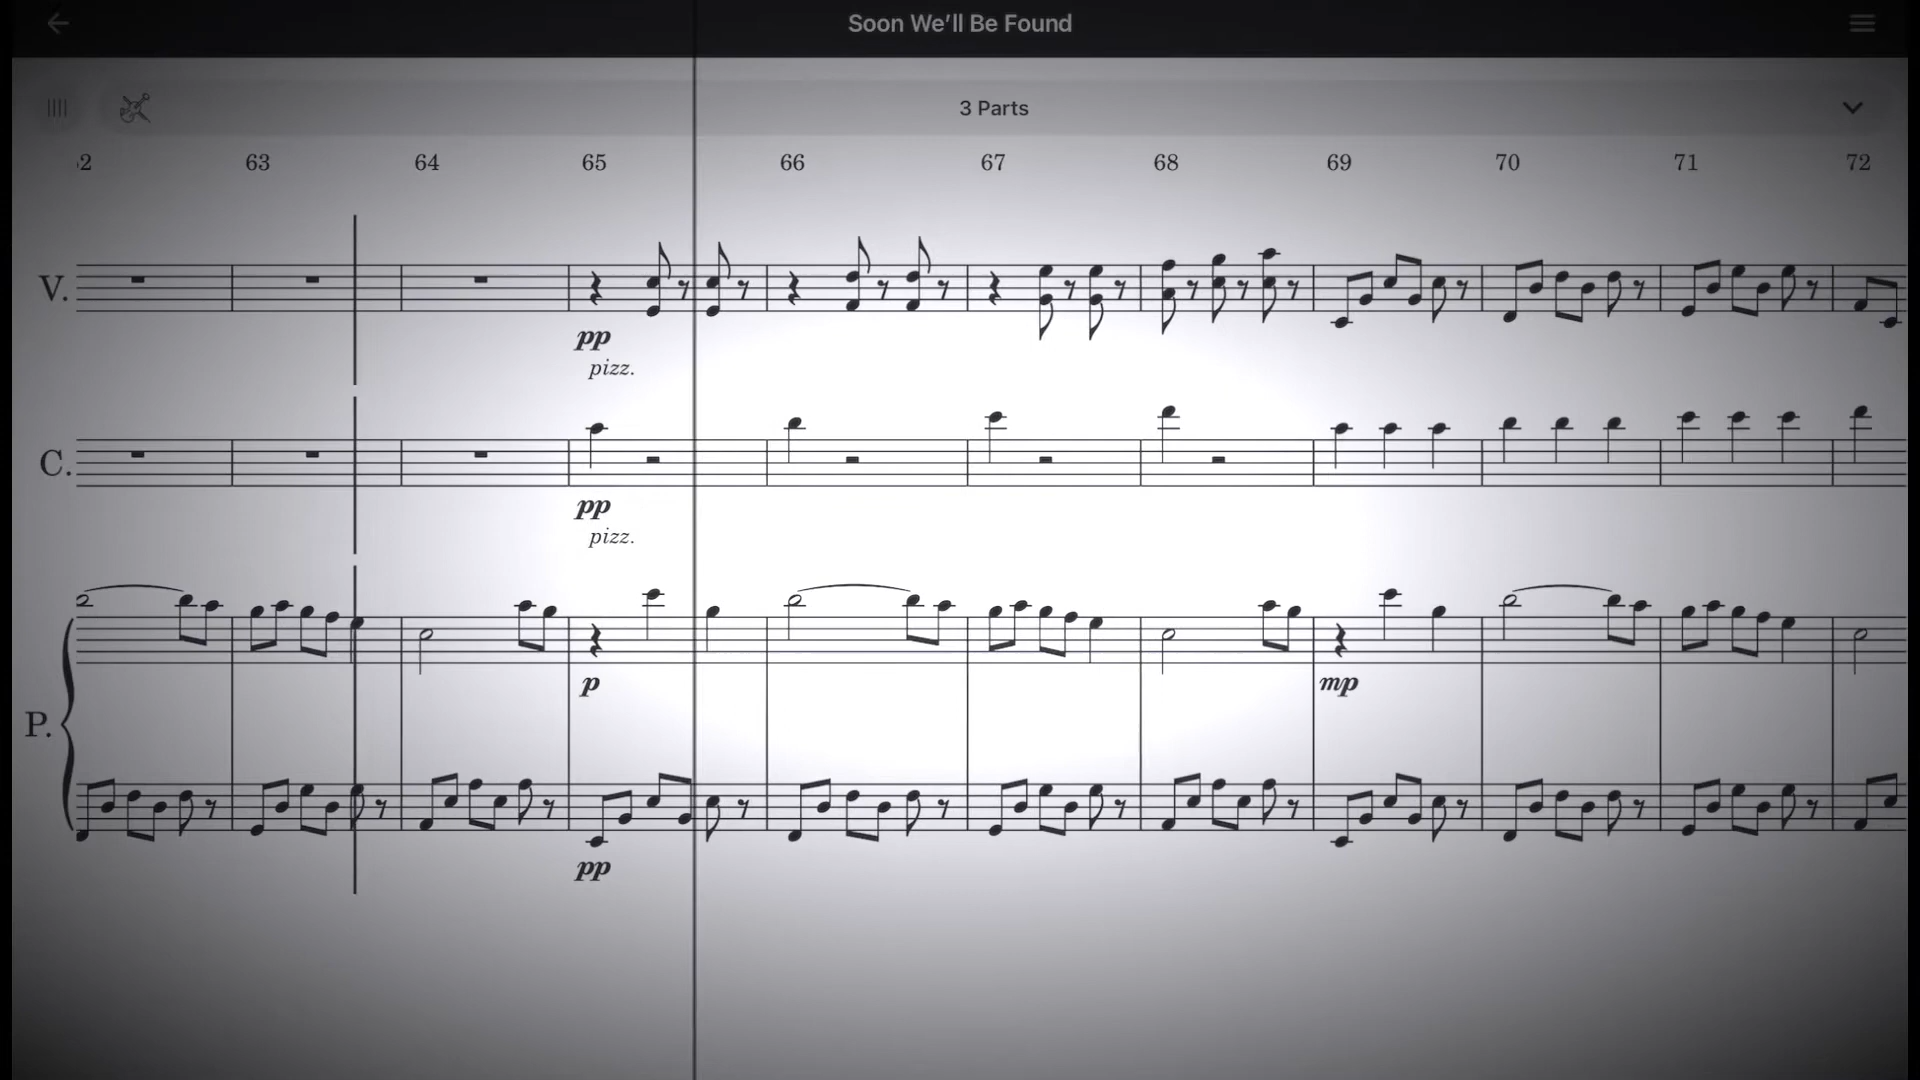 Soon We’ll Be Found
3 Parts
2 63 64 65 66 67 68 69 70 71 72
V.
pp
pizz.
C.
pp
pizz.
p mp
P.
pp